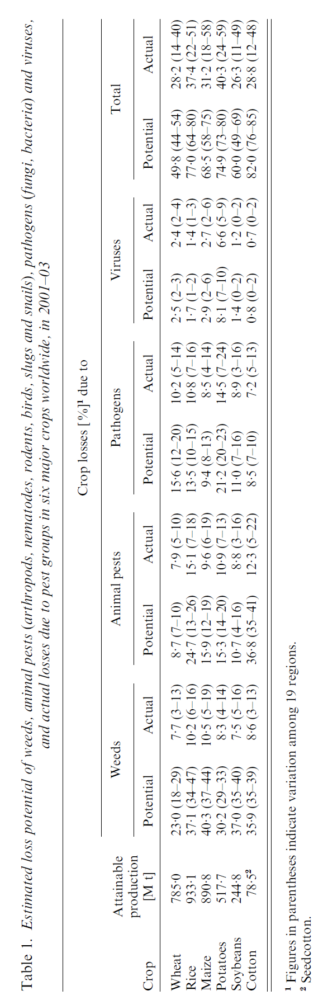 Table 1. Estimated loss potential of weeds, animal pests (arthropods, nematodes, rodents, birds, slugs and snails), pathogens (fungi, bacteria) and viruses,
and actual losses due to pest groups in six major crops worldwide, in 2001–03
Crop losses [%]¹ due to
Attainable Weeds Animal pests Pathogens Viruses Total
production
Crop [M t] Potential Actual Potential Actual Potential Actual Potential Actual Potential Actual
Wheat 785·0 23·0 (18–29) 7·7 (3–13) 8·7 (7–10) 7·9 (5–10) 15·6 (12–20) 10·2 (5–14) 2·5 (2–3) 2·4 (2–4) 49·8 (44–54) 28·2 (14–40)
Rice 933·1 37·1 (34–47) 10·2 (6–16) 24·7 (13–26) 15·1 (7–18) 13·5 (10–15) 10·8 (7–16) 1·7 (1–2) 1·4 (1–3) 77·0 (64–80) 37·4 (22–51)
Maize 890·8 40·3 (37–44) 10·5 (5–19) 15·9 (12–19) 9·6 (6–19) 9·4 (8–13) 8·5 (4–14) 2·9 (2–6) 2·7 (2–6) 68·5 (58–75) 31·2 (18–58)
Potatoes 517·7 30·2 (29–33) 8·3 (4–14) 15·3 (14–20) 10·9 (7–13) 21·2 (20–23) 14·5 (7–24) 8·1 (7–10) 6·6 (5–9) 74·9 (73–80) 40·3 (24–59)
Soybeans 244·8 37·0 (35–40) 7·5 (5–16) 10·7 (4–16) 8·8 (3–16) 11·0 (7–16) 8·9 (3–16) 1·4 (0–2) 1·2 (0–2) 60·0 (49–69) 26·3 (11–49)
Cotton 78·5² 35·9 (35–39) 8·6 (3–13) 36·8 (35–41) 12·3 (5–22) 8·5 (7–10) 7·2 (5–13) 0·8 (0–2) 0·7 (0–2) 82·0 (76–85) 28·8 (12–48)
¹ Figures in parentheses indicate variation among 19 regions.
² Seedcotton.